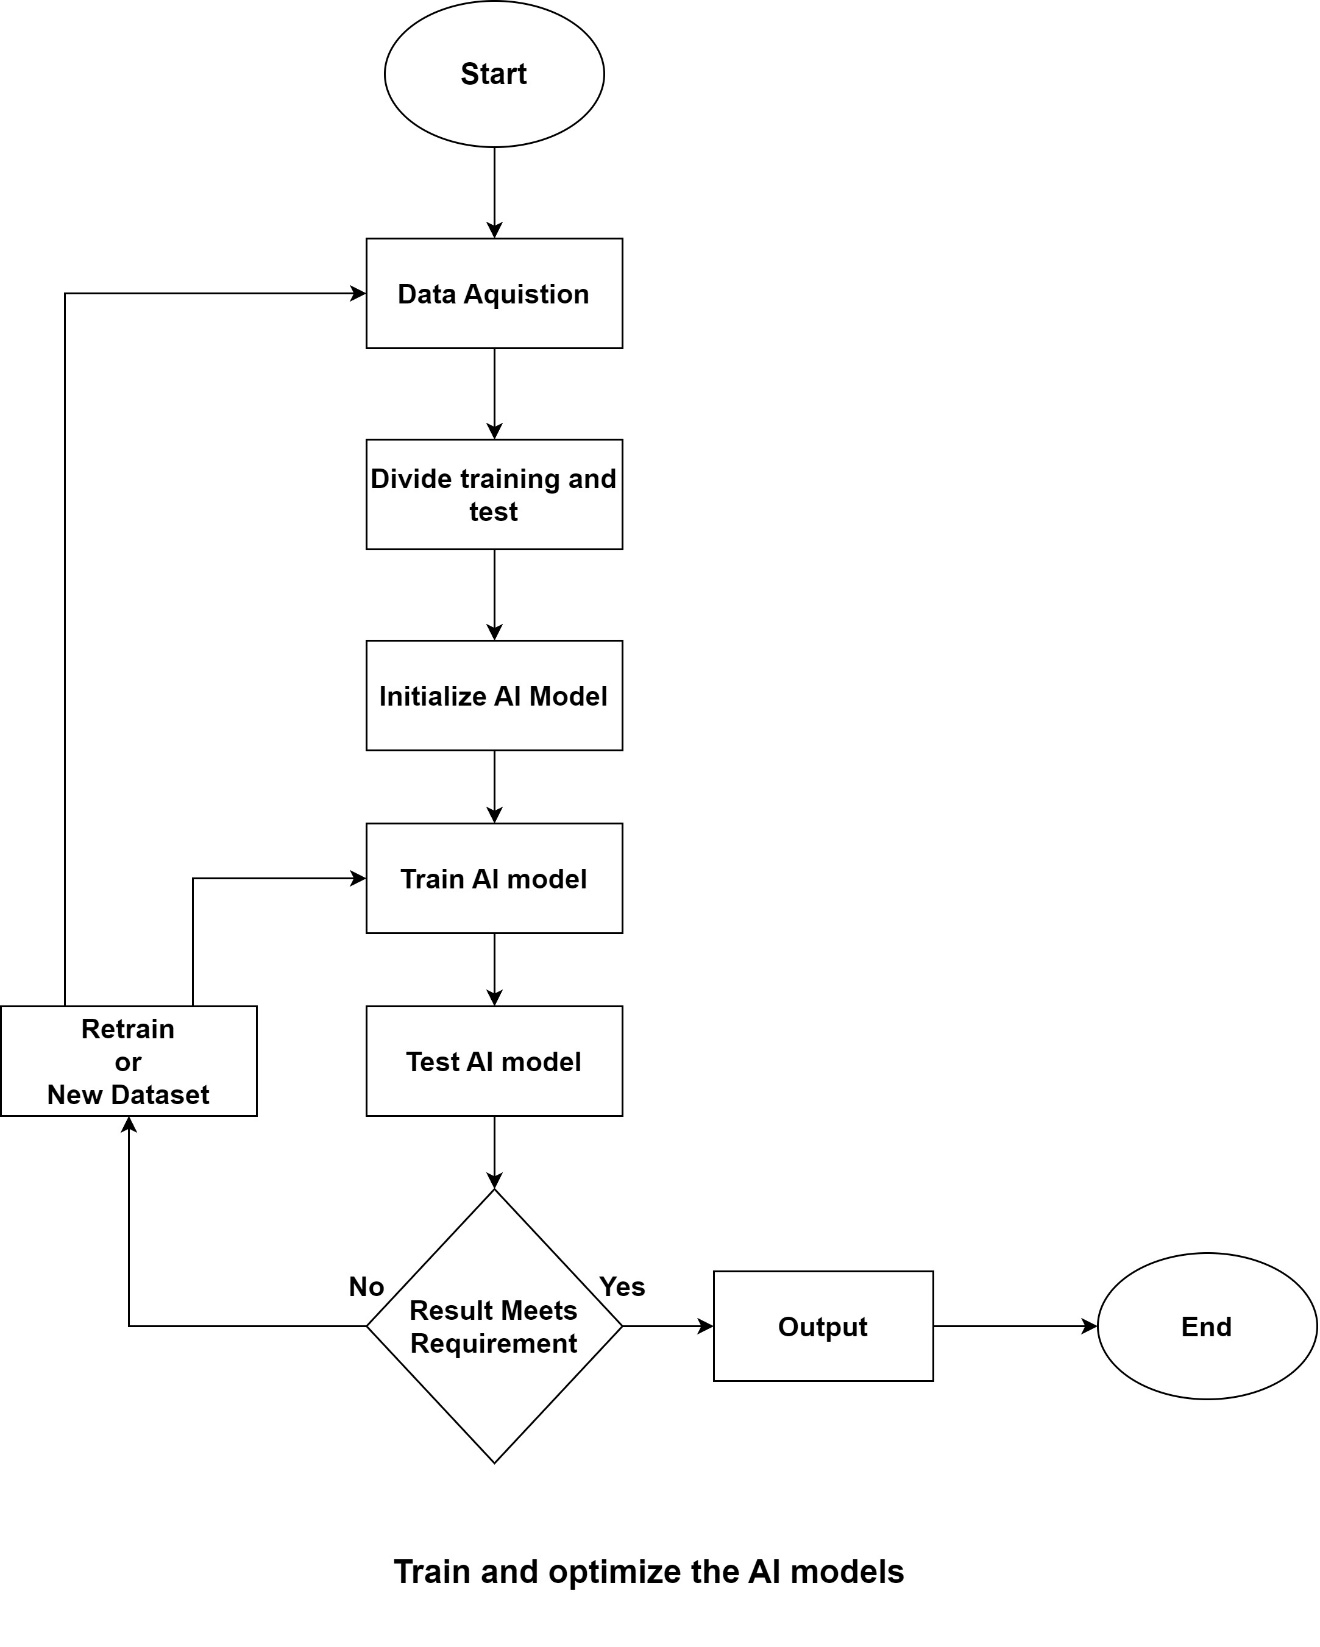 Start
Data Aquistion
Divide training and
test
Initialize AI Model
Train AI model
Retrain
or
New Dataset
Test AI model
No
Yes
Result Meets
Requirement
Output
End
Train and optimize the AI models